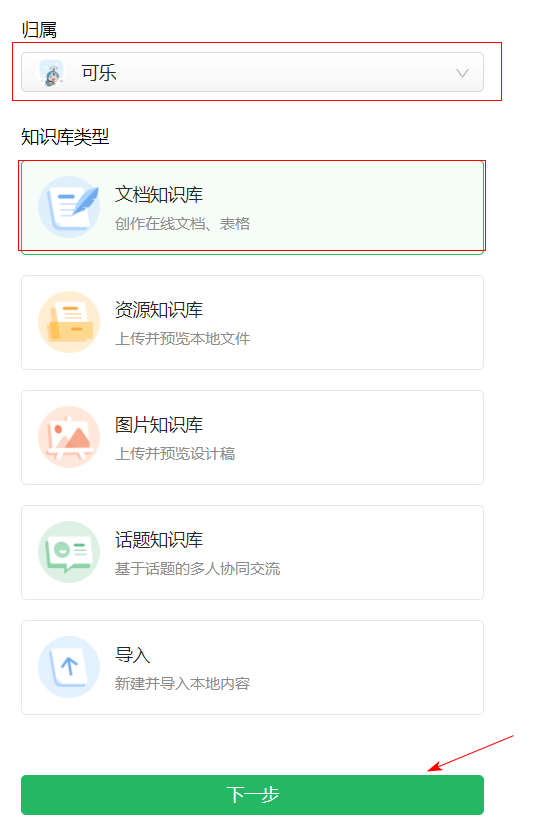 归属
可乐
知识库类型
文档知识库
创作在线文档、表格
资源知识库
上传并预览本地文件
图片知识库
上传并预览设计稿
话题知识库
基于话题的多人协同交流
导入
新建并导入本地内容
下一步